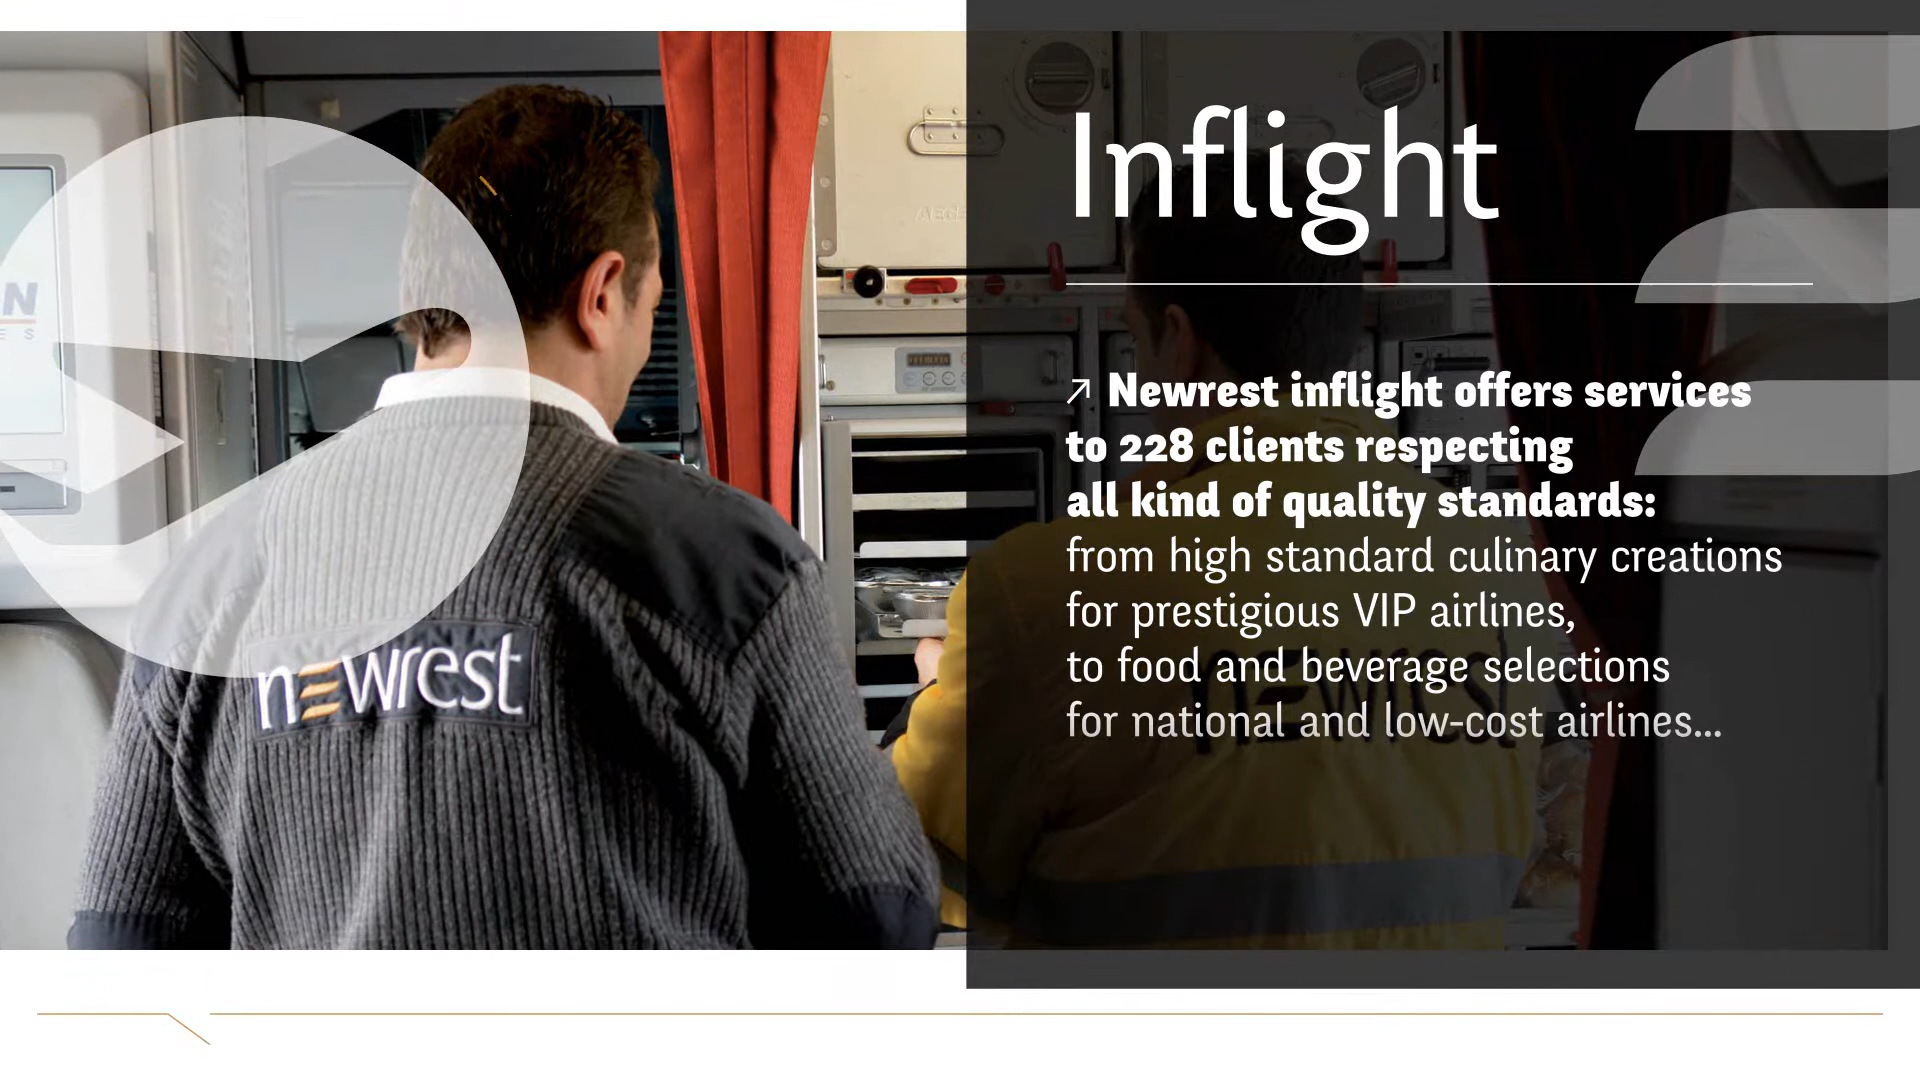 Inflight
↗ Newrest inflight offers services
to 228 clients respecting
all kind of quality standards:
from high standard culinary creations
for prestigious VIP airlines,
to food and beverage selections
for national and low-cost airlines...
newrest
newrest